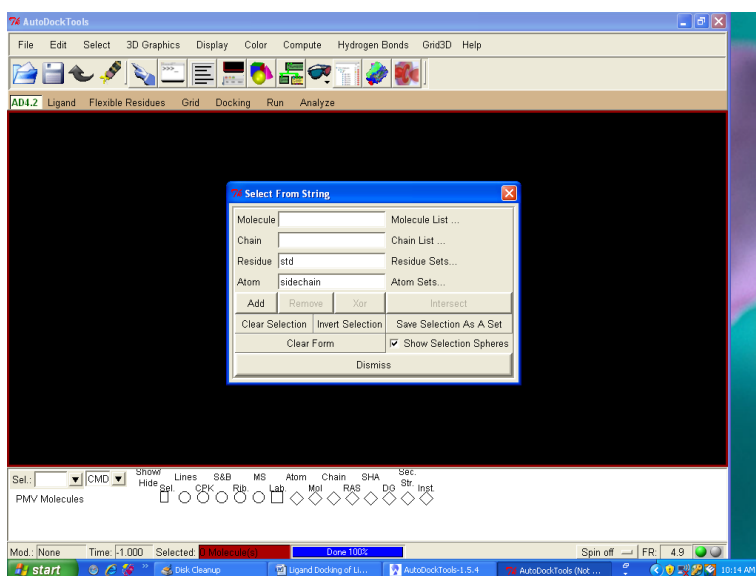 AutoDockTools
File Edit Select 3D Graphics Display Color Compute Hydrogen Bonds Grid3D Help
AD4.2 Ligand Flexible Residues Grid Docking Run Analyze
Select From String
Molecule Molecule List ...
Chain Chain List ...
Residue std Residue Sets...
Atom sidechain Atom Sets...
Add Remove Xor Intersect
Clear Selection Invert Selection Save Selection As A Set
Clear Form Show Selection Spheres
Dismiss
Sel.: CMD Show/Hide Sel. Lines CPK S&B Rib. MS Lab. Atom Mol Chain RAS SHA DG Sec. Str. Inst.
PMV Molecules
Mod.: None Time: -1.000 Selected: 0 Molecule(s) Done 100% Spin off FR: 4.9
start Disk Cleanup Ligand Docking of Li... AutoDockTools-1.5.4 AutoDockTools (Not ... 10:14 AM